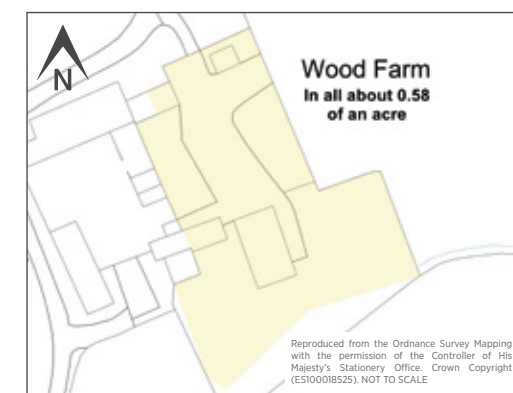 N
Wood Farm
In all about 0.58
of an acre
Reproduced from the Ordnance Survey Mapping
with the permission of the Controller of His
Majesty's Stationery Office. Crown Copyright
(ES100018525). NOT TO SCALE